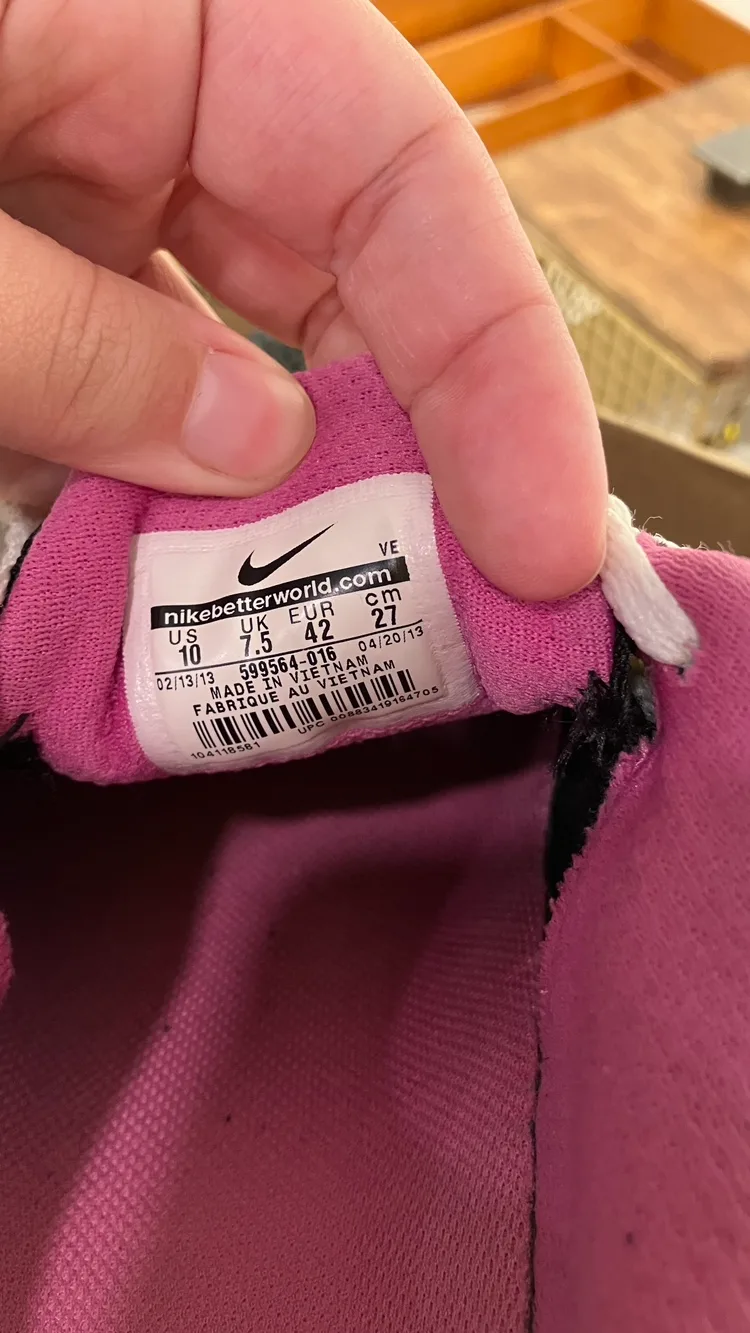 VE
nikebetterworld.com
US UK EUR cm
10 7.5 42 27
02/13/13 599564-016 04/20/13
MADE IN VIETNAM
FABRIQUE AU VIETNAM
104118581 UPC 00883419164705